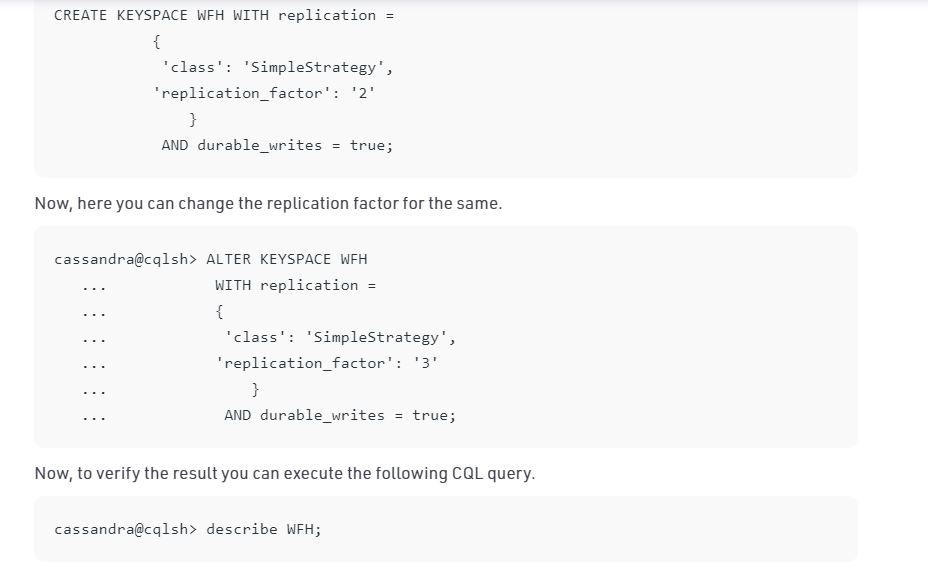 CREATE KEYSPACE WFH WITH replication =
{
'class': 'SimpleStrategy',
'replication_factor': '2'
}
AND durable_writes = true;
Now, here you can change the replication factor for the same.
cassandra@cqlsh> ALTER KEYSPACE WFH
... WITH replication =
... {
... 'class': 'SimpleStrategy',
... 'replication_factor': '3'
... }
... AND durable_writes = true;
Now, to verify the result you can execute the following CQL query.
cassandra@cqlsh> describe WFH;